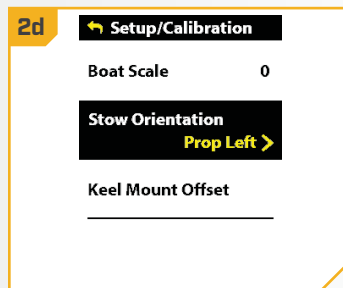 2d
Setup/Calibration
Boat Scale 0
Stow Orientation
Prop Left >
Keel Mount Offset